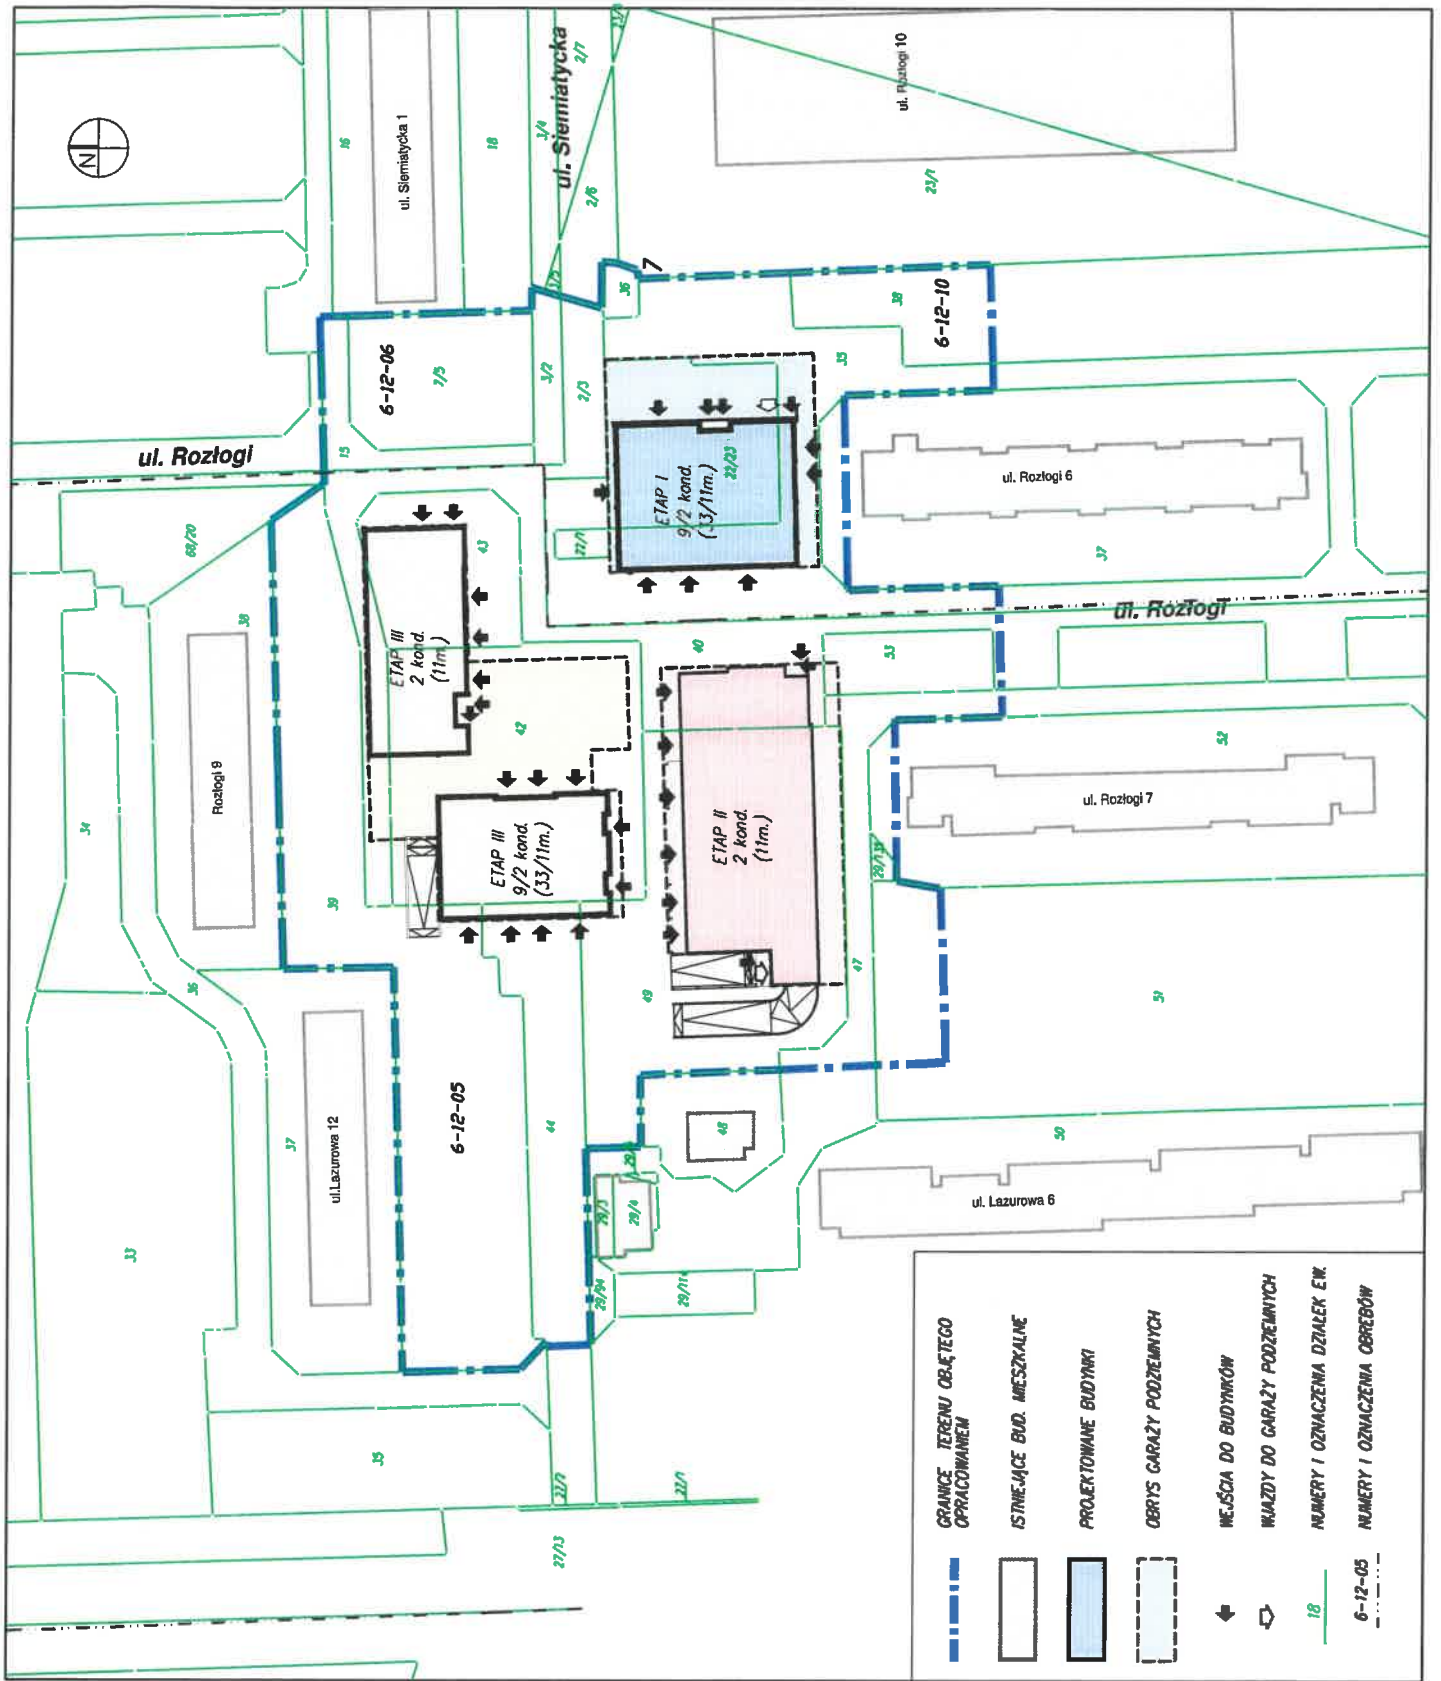 N
16
ul. Siemiatycka 1
18
3/4
ul. Siemiatycka
2/7
2/6
ul. Rozłogi 10
23/1
3/5
36
7
38
6-12-10
6-12-06
7/5
3/2
2/3
35
ul. Rozłogi
15
ETAP I
9/2 kond.
(33/11m.)
22/23
22/1
ul. Rozłogi 6
37
ul. Rozłogi
68/20
38
43
ETAP III
2 kond.
(11m.)
42
40
53
52
ul. Rozłogi 7
Rozłogi 9
34
ETAP III
9/2 kond.
(33/11m.)
ETAP II
2 kond.
(11m.)
39
36
49
47
51
37
ul.Lazurowa 12
6-12-05
44
48
50
ul. Lazurowa 6
29/3
29/4
29/94
29/11
33
35
27/2
27/1
27/13
GRANICE TERENU OBJĘTEGO
OPRACOWANIEM
ISTNIEJĄCE BUD. MIESZKALNE
PROJEKTOWANE BUDYNKI
OBRYS GARAŻY PODZIEMNYCH
WEJŚCIA DO BUDYNKÓW
WJAZDY DO GARAŻY PODZIEMNYCH
18
NUMERY I OZNACZENIA DZIAŁEK EW.
6-12-05
NUMERY I OZNACZENIA OBRĘBÓW